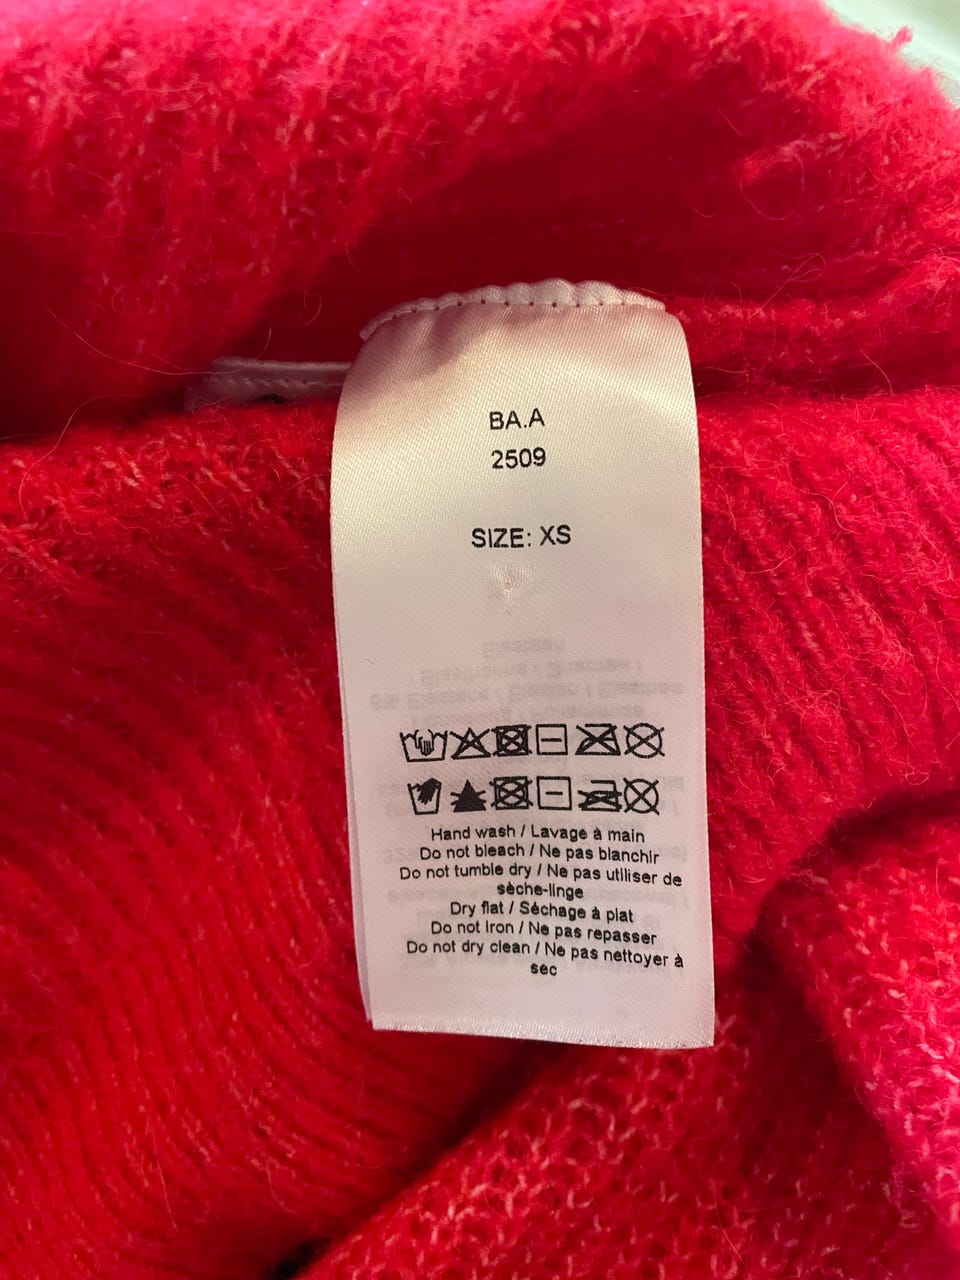 BA.A
2509
SIZE: XS
Hand wash / Lavage à main
Do not bleach / Ne pas blanchir
Do not tumble dry / Ne pas utiliser de
sèche-linge
Dry flat / Séchage à plat
Do not iron / Ne pas repasser
Do not dry clean / Ne pas nettoyer à
sec